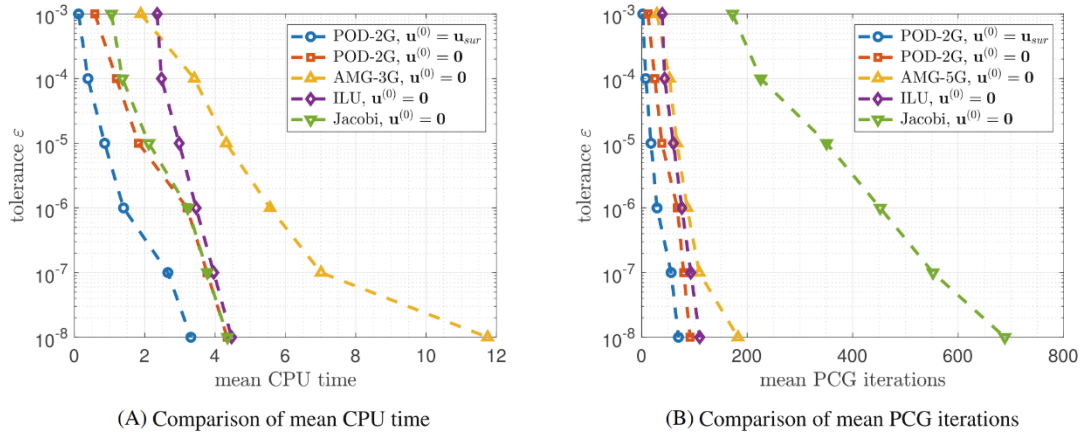 10^-3
10^-4
10^-5
10^-6
10^-7
10^-8
tolerance ε
0 2 4 6 8 10 12
mean CPU time
POD-2G, u^(0) = u_sur
POD-2G, u^(0) = 0
AMG-3G, u^(0) = 0
ILU, u^(0) = 0
Jacobi, u^(0) = 0
(A) Comparison of mean CPU time
10^-3
10^-4
10^-5
10^-6
10^-7
10^-8
tolerance ε
0 200 400 600 800
mean PCG iterations
POD-2G, u^(0) = u_sur
POD-2G, u^(0) = 0
AMG-5G, u^(0) = 0
ILU, u^(0) = 0
Jacobi, u^(0) = 0
(B) Comparison of mean PCG iterations